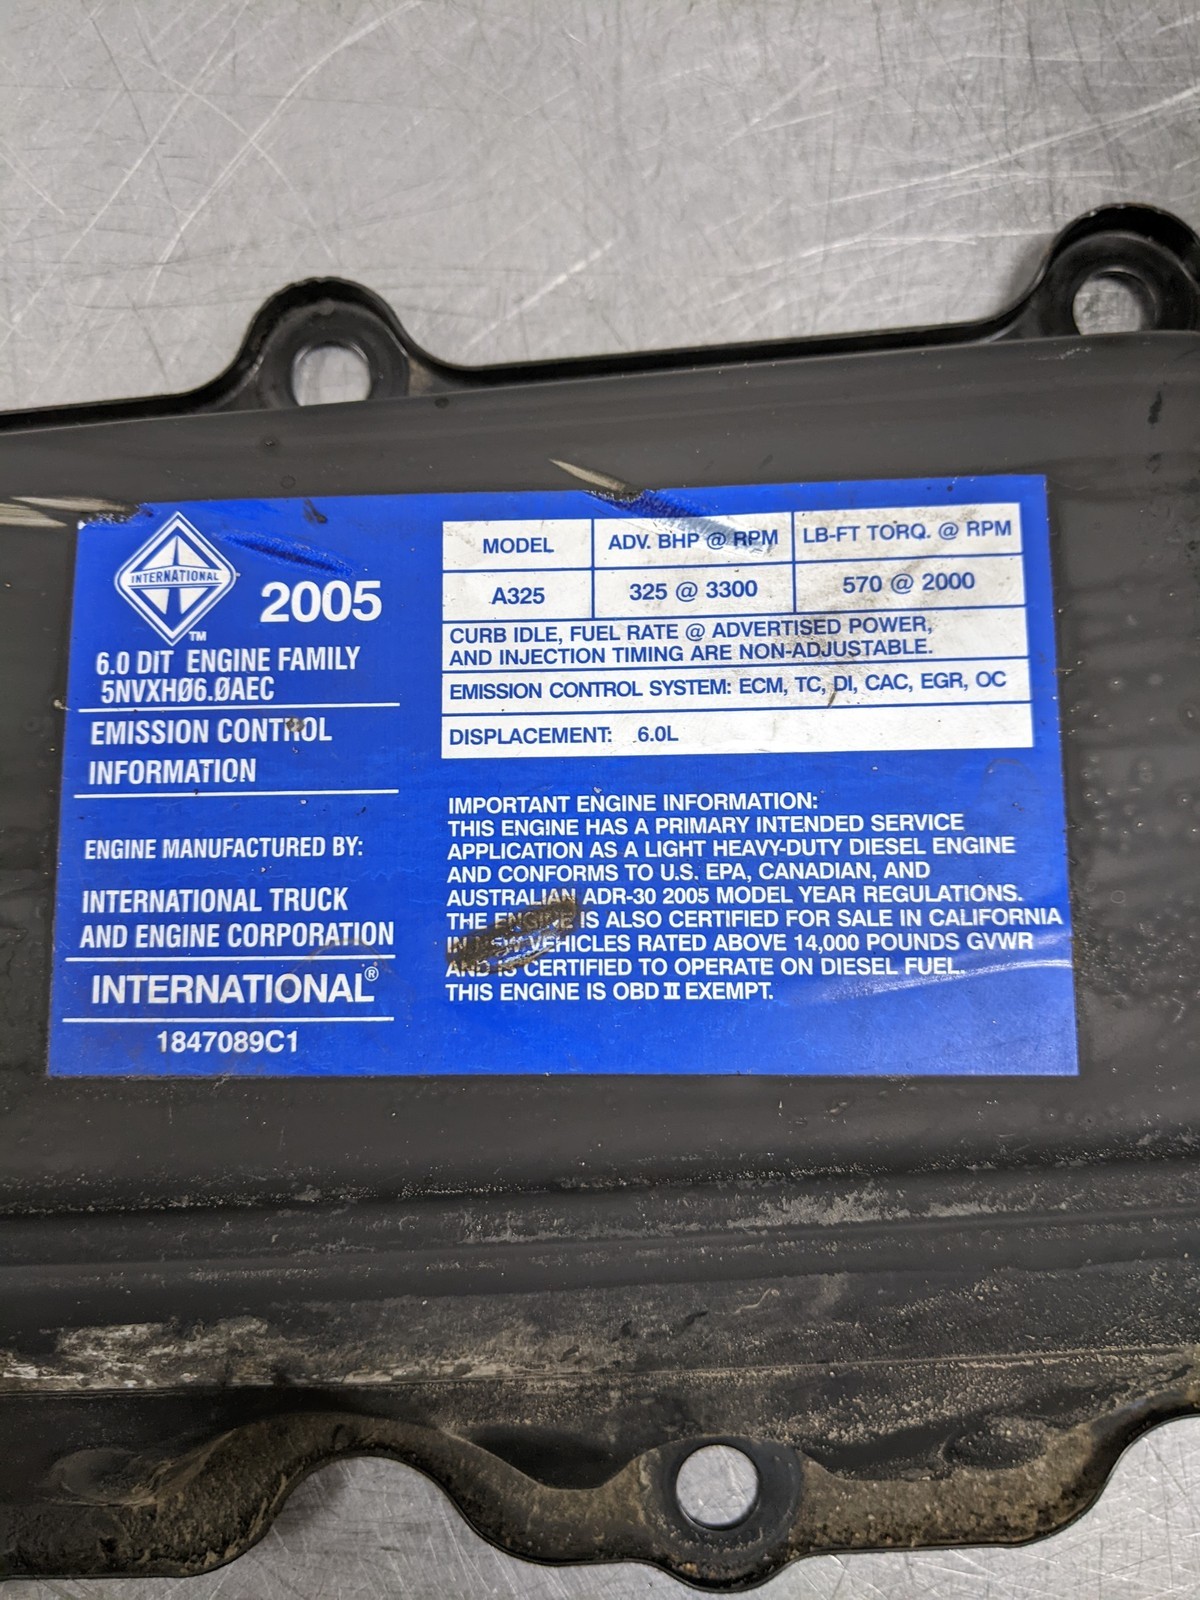 INTERNATIONAL
TM
2005
6.0 DIT ENGINE FAMILY
5NVXHØ6.ØAEC
EMISSION CONTROL
INFORMATION
ENGINE MANUFACTURED BY:
INTERNATIONAL TRUCK
AND ENGINE CORPORATION
INTERNATIONAL®
1847089C1
MODEL ADV. BHP @ RPM LB-FT TORQ. @ RPM
A325 325 @ 3300 570 @ 2000
CURB IDLE, FUEL RATE @ ADVERTISED POWER,
AND INJECTION TIMING ARE NON-ADJUSTABLE.
EMISSION CONTROL SYSTEM: ECM, TC, DI, CAC, EGR, OC
DISPLACEMENT: 6.0L
IMPORTANT ENGINE INFORMATION:
THIS ENGINE HAS A PRIMARY INTENDED SERVICE
APPLICATION AS A LIGHT HEAVY-DUTY DIESEL ENGINE
AND CONFORMS TO U.S. EPA, CANADIAN, AND
AUSTRALIAN ADR-30 2005 MODEL YEAR REGULATIONS.
THE ENGINE IS ALSO CERTIFIED FOR SALE IN CALIFORNIA
IN NEW VEHICLES RATED ABOVE 14,000 POUNDS GVWR
AND IS CERTIFIED TO OPERATE ON DIESEL FUEL.
THIS ENGINE IS OBD II EXEMPT.